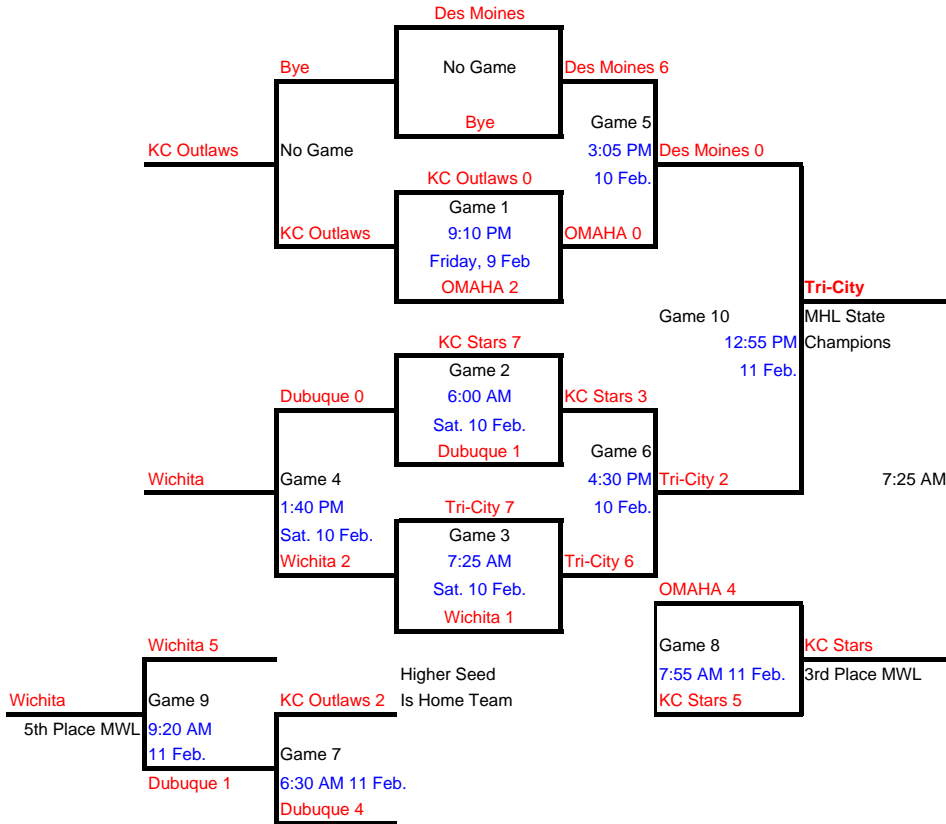 Des Moines
Bye
No Game
Des Moines 6
Bye
Game 5
KC Outlaws
No Game
3:05 PM
Des Moines 0
KC Outlaws 0
10 Feb.
Game 1
KC Outlaws
9:10 PM
OMAHA 0
Friday, 9 Feb
OMAHA 2
Tri-City
Game 10
MHL State
KC Stars 7
12:55 PM
Champions
Game 2
11 Feb.
Dubuque 0
6:00 AM
KC Stars 3
Sat. 10 Feb.
Dubuque 1
Game 6
Wichita
Game 4
4:30 PM
Tri-City 2
7:25 AM
1:40 PM
Tri-City 7
10 Feb.
Sat. 10 Feb.
Game 3
Wichita 2
7:25 AM
Tri-City 6
Sat. 10 Feb.
OMAHA 4
Wichita 1
Wichita 5
Game 8
KC Stars
Higher Seed
7:55 AM 11 Feb.
3rd Place MWL
Wichita
Game 9
KC Outlaws 2
Is Home Team
KC Stars 5
5th Place MWL
9:20 AM
11 Feb.
Game 7
Dubuque 1
6:30 AM 11 Feb.
Dubuque 4